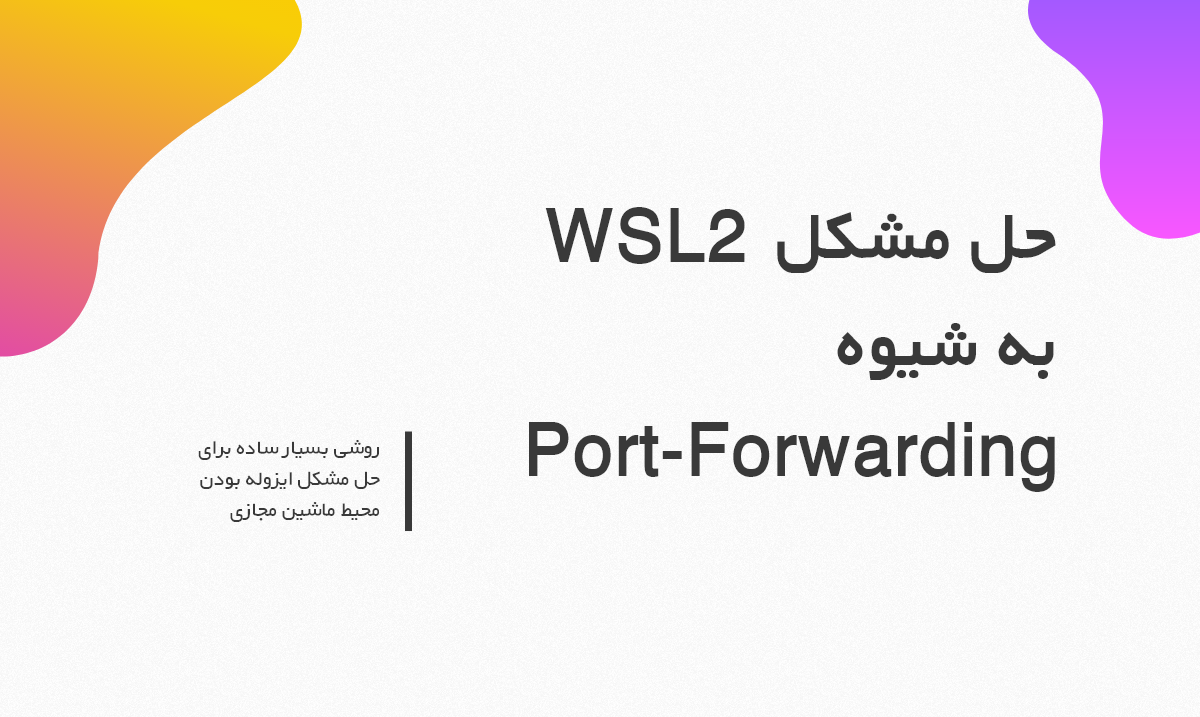 حل مشکل WSL2
به شیوه
Port-Forwarding
روشی بسیار ساده برای
حل مشکل ایزوله بودن
محیط ماشین مجازی